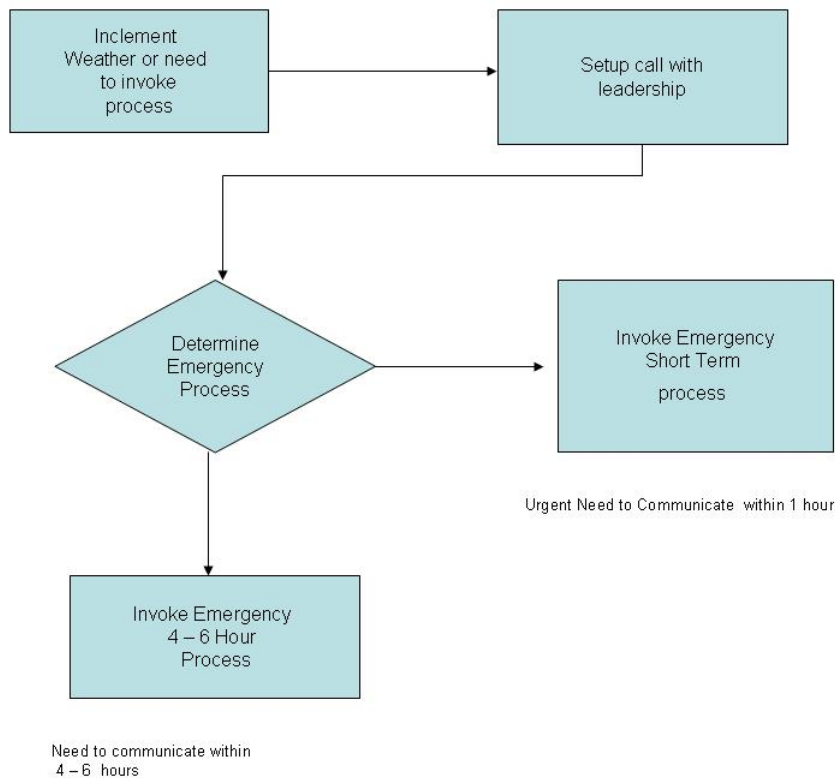 Inclement
Weather or need
to invoke
process
Setup call with
leadership
Determine
Emergency
Process
Invoke Emergency
Short Term
process
Urgent Need to Communicate within 1 hour
Invoke Emergency
4 – 6 Hour
Process
Need to communicate within
4 – 6 hours